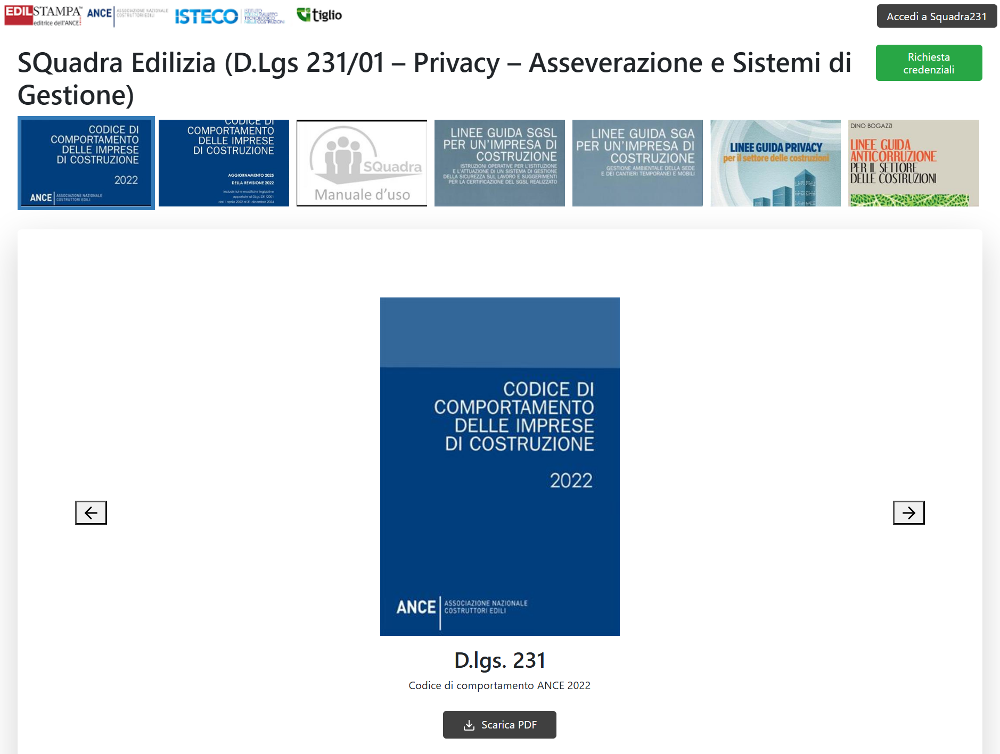 EDILSTAMPA™
editrice dell'ANCE
ANCE ASSOCIAZIONE NAZIONALE
COSTRUTTORI EDILI
ISTECO
tiglio
Accedi a Squadra231
SQuadra Edilizia (D.Lgs 231/01 – Privacy – Asseverazione e Sistemi di
Gestione)
Richiesta
credenziali
CODICE DI
COMPORTAMENTO
DELLE IMPRESE
DI COSTRUZIONE
2022
ANCE ASSOCIAZIONE NAZIONALE
COSTRUTTORI EDILI
CODICE DI
COMPORTAMENTO
DELLE IMPRESE
DI COSTRUZIONE
AGGIORNAMENTO 2025
DELLA REVISIONE 2022
include tutte modifiche legislative
apportate al DLgs 231/2001
dal 1 aprile 2022 al 31 dicembre 2024
SQuadra
Manuale d'uso
LINEE GUIDA SGSL
PER UN'IMPRESA DI
COSTRUZIONE
ISTRUZIONI OPERATIVE PER L'ISTITUZIONE
E L'ATTUAZIONE DI UN SISTEMA DI GESTIONE
DELLA SICUREZZA SUL LAVORO E SUGGERIMENTI
PER LA CERTIFICAZIONE DEL SGSL REALIZZATO
LINEE GUIDA SGA
PER UN'IMPRESA DI
COSTRUZIONE
GESTIONE AMBIENTALE DELLA SEDE
E DEI CANTIERI TEMPORANEI E MOBILI
LINEE GUIDA PRIVACY
per il settore delle costruzioni
DINO BOGAZZI
LINEE GUIDA
ANTICORRUZIONE
PER IL SETTORE
DELLE COSTRUZIONI
CODICE DI
COMPORTAMENTO
DELLE IMPRESE
DI COSTRUZIONE
2022
ANCE ASSOCIAZIONE NAZIONALE
COSTRUTTORI EDILI
D.lgs. 231
Codice di comportamento ANCE 2022
Scarica PDF